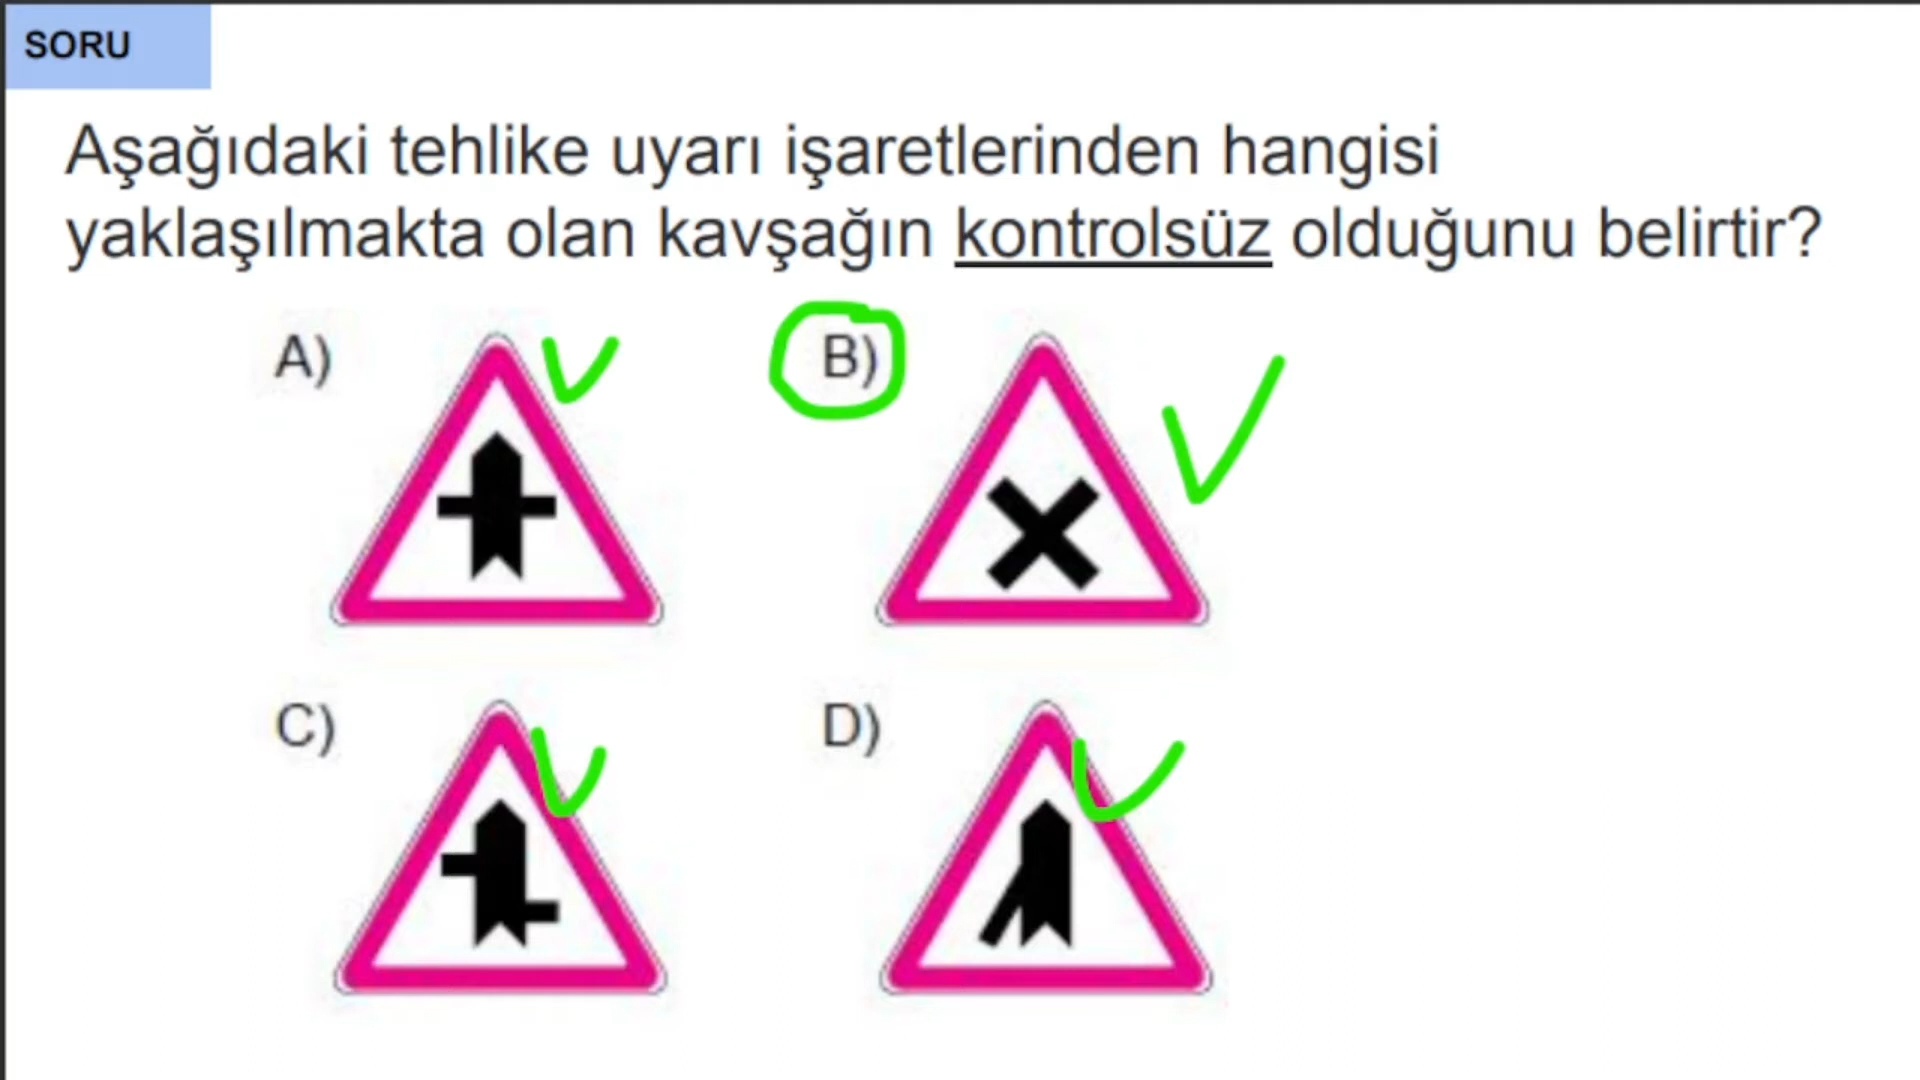 SORU
Aşağıdaki tehlike uyarı işaretlerinden hangisi
yaklaşılmakta olan kavşağın kontrolsüz olduğunu belirtir?
A)
B)
C)
D)